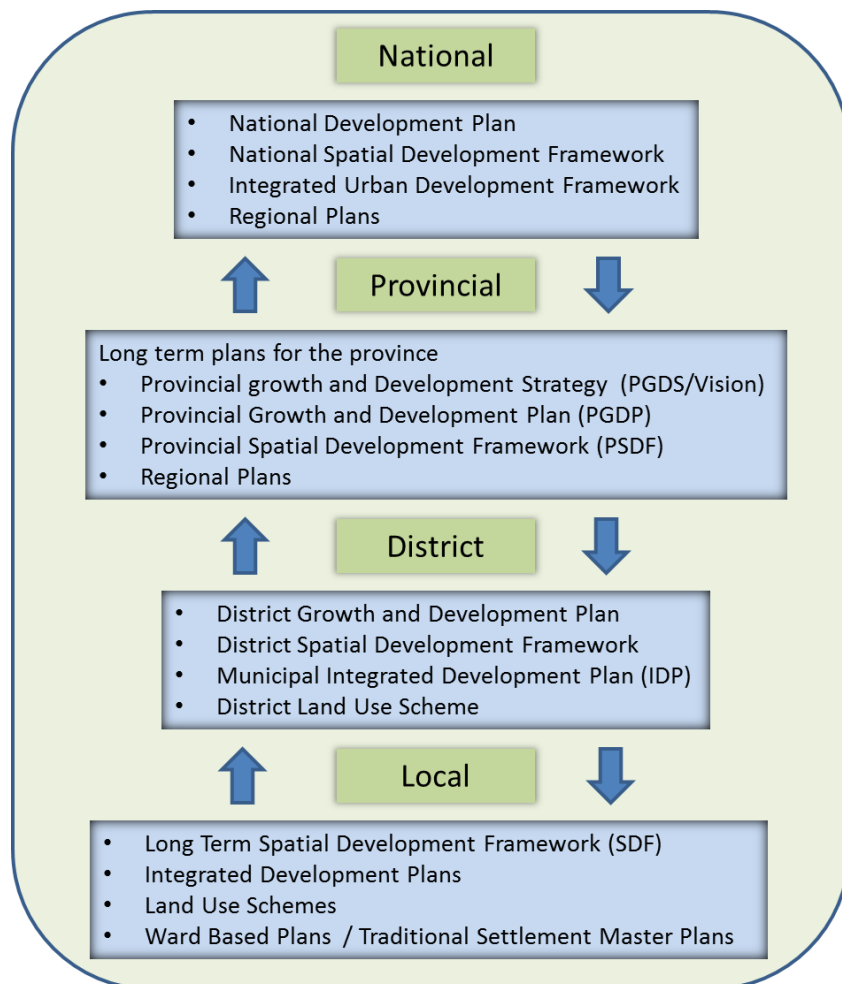 National
• National Development Plan
• National Spatial Development Framework
• Integrated Urban Development Framework
• Regional Plans
Provincial
Long term plans for the province
• Provincial growth and Development Strategy (PGDS/Vision)
• Provincial Growth and Development Plan (PGDP)
• Provincial Spatial Development Framework (PSDF)
• Regional Plans
District
• District Growth and Development Plan
• District Spatial Development Framework
• Municipal Integrated Development Plan (IDP)
• District Land Use Scheme
Local
• Long Term Spatial Development Framework (SDF)
• Integrated Development Plans
• Land Use Schemes
• Ward Based Plans / Traditional Settlement Master Plans